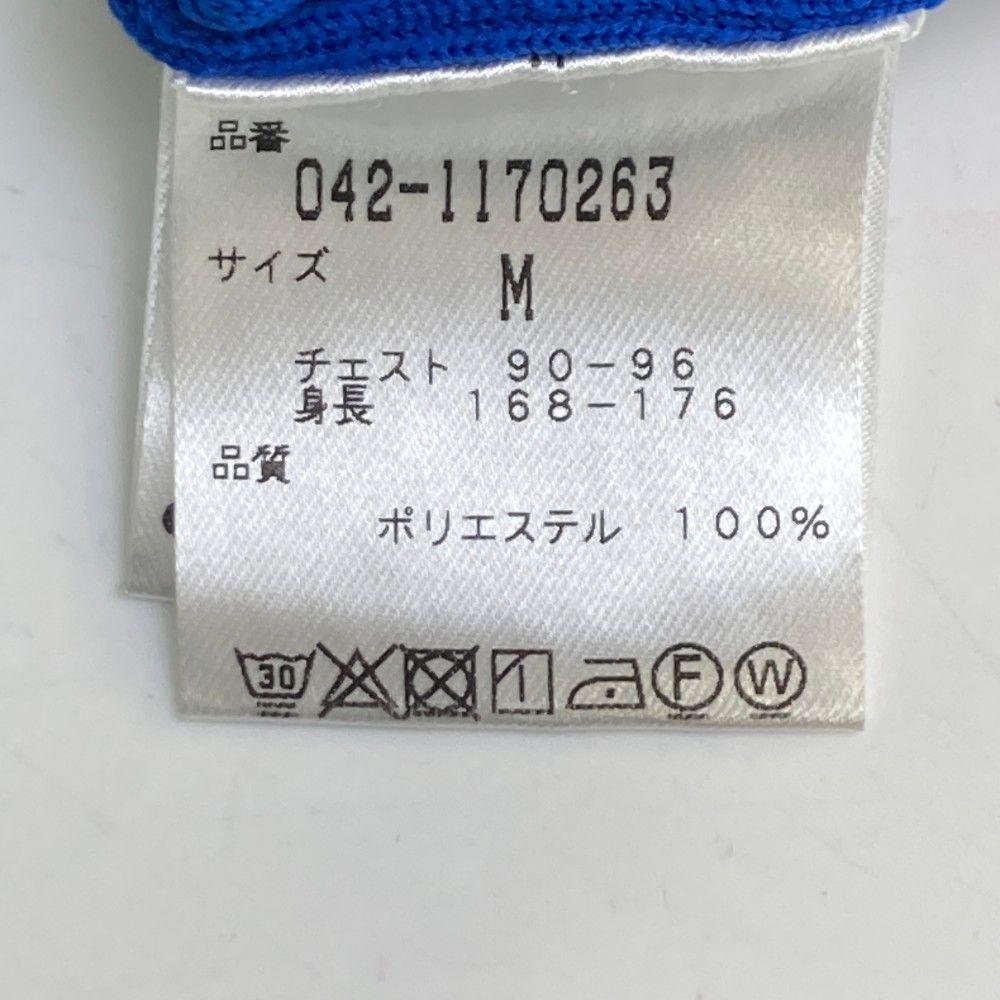 品番
042-1170263
サイズ
M
チェスト 90-96
身長 168-176
品質
ポリエステル 100%
30 F W